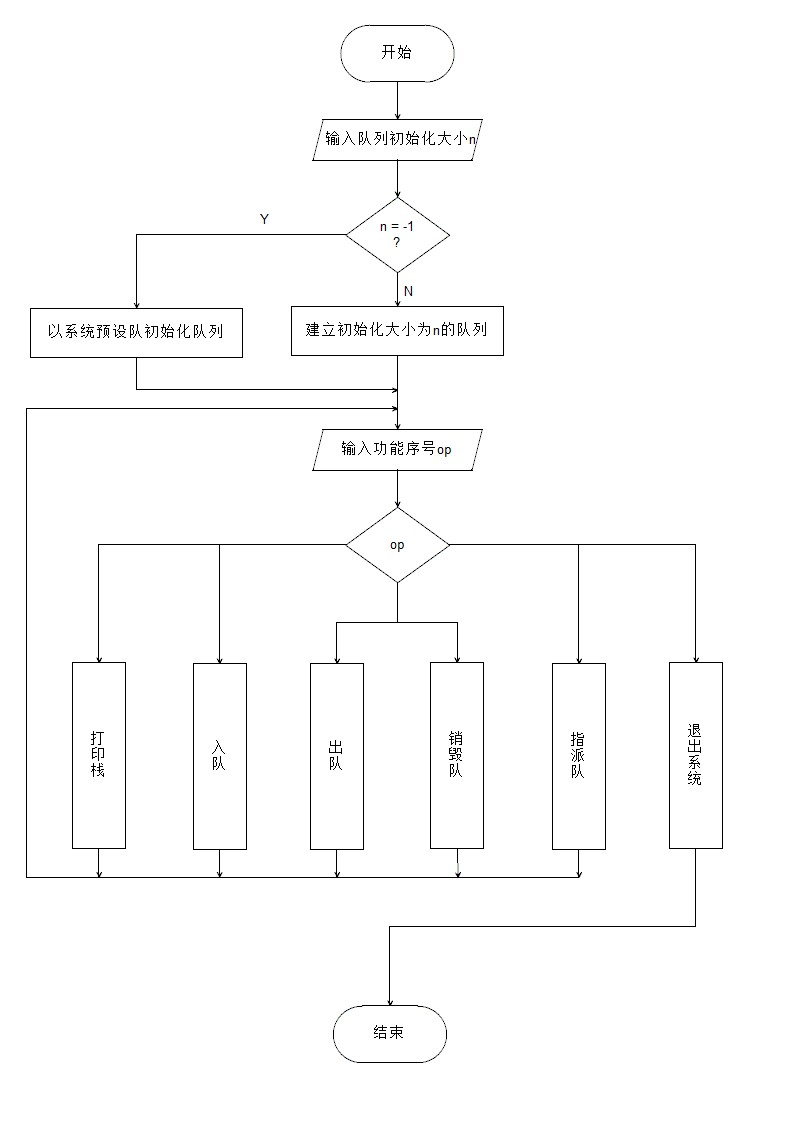 开始
输入队列初始化大小n
Y
n = -1
?
N
以系统预设队初始化队列
建立初始化大小为n的队列
输入功能序号op
op
打印栈
入队
出队
销毁队
指派队
退出系统
结束